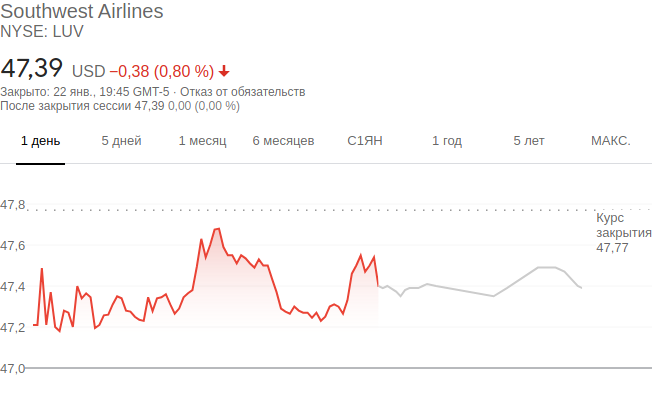 Southwest Airlines
NYSE: LUV
47,39 USD −0,38 (0,80 %)
Закрыто: 22 янв., 19:45 GMT-5 · Отказ от обязательств
После закрытия сессии 47,39 0,00 (0,00 %)
1 день 5 дней 1 месяц 6 месяцев С1ЯН 1 год 5 лет МАКС.
47,8
Курс
закрытия
47,77
47,6
47,4
47,2
47,0